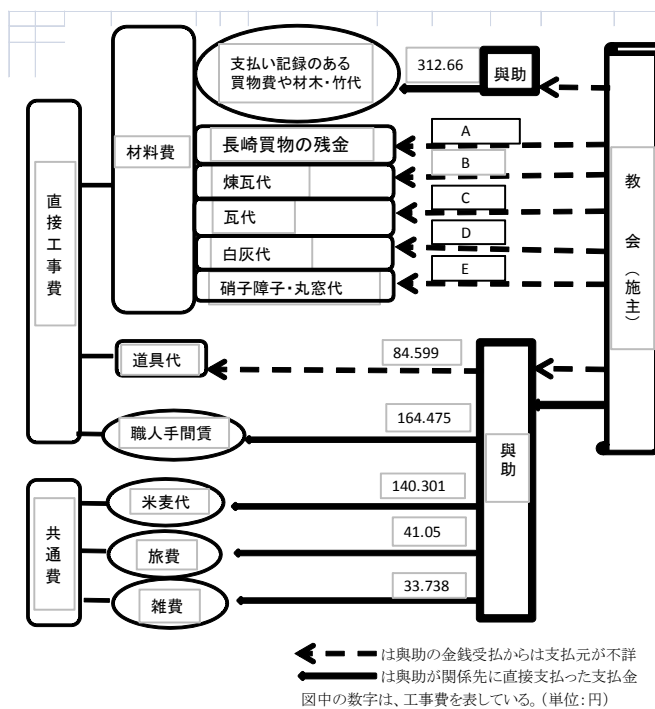 支払い記録のある
買物費や材木・竹代
312.66
與助
材料費
長崎買物の残金
A
煉瓦代
B
瓦代
C
白灰代
D
硝子障子・丸窓代
E
教会(施主)
直接工事費
道具代
84.599
職人手間賃
164.475
與助
共通費
米麦代
140.301
旅費
41.05
雑費
33.738
は與助の金銭受払からは支払元が不詳
は與助が関係先に直接支払った支払金
図中の数字は、工事費を表している。(単位:円)